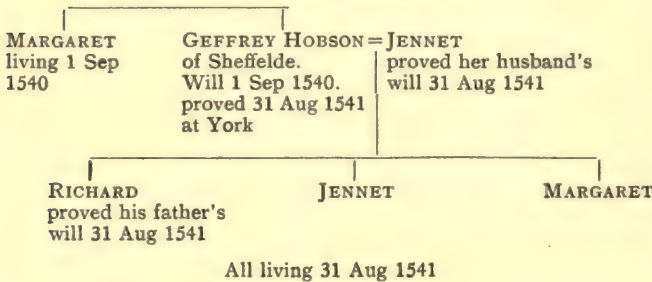 MARGARET
living 1 Sep
1540
GEFFREY HOBSON = JENNET
of Sheffelde.
Will 1 Sep 1540.
proved 31 Aug 1541
at York
proved her husband's
will 31 Aug 1541
RICHARD
proved his father's
will 31 Aug 1541
JENNET
MARGARET
All living 31 Aug 1541